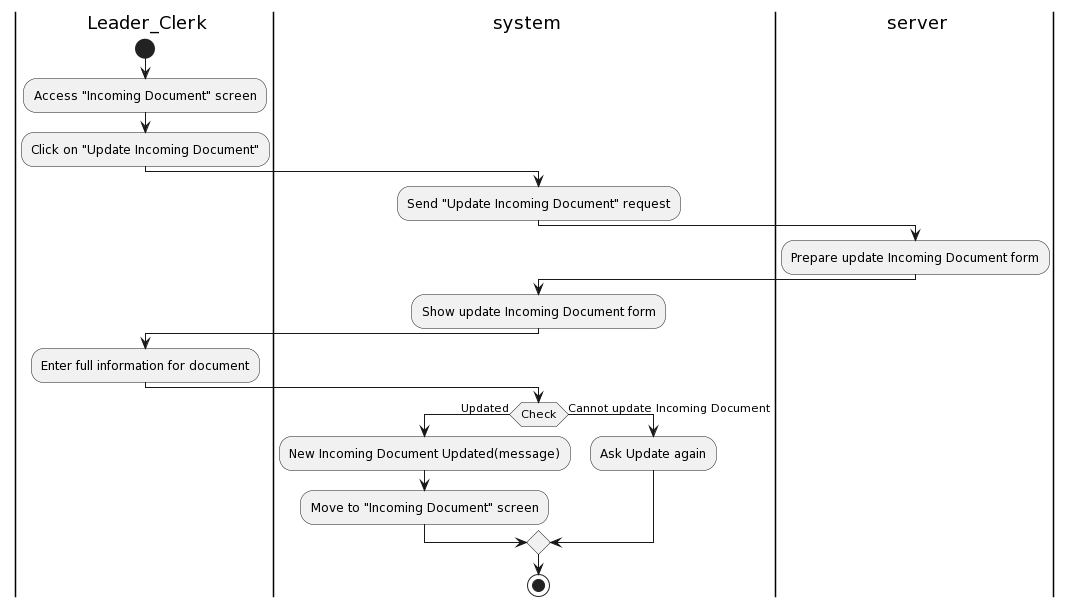 Leader_Clerk
system
server
Access "Incoming Document" screen
Click on "Update Incoming Document"
Send "Update Incoming Document" request
Prepare update Incoming Document form
Show update Incoming Document form
Enter full information for document
Updated
Check
Cannot update Incoming Document
New Incoming Document Updated(message)
Ask Update again
Move to "Incoming Document" screen